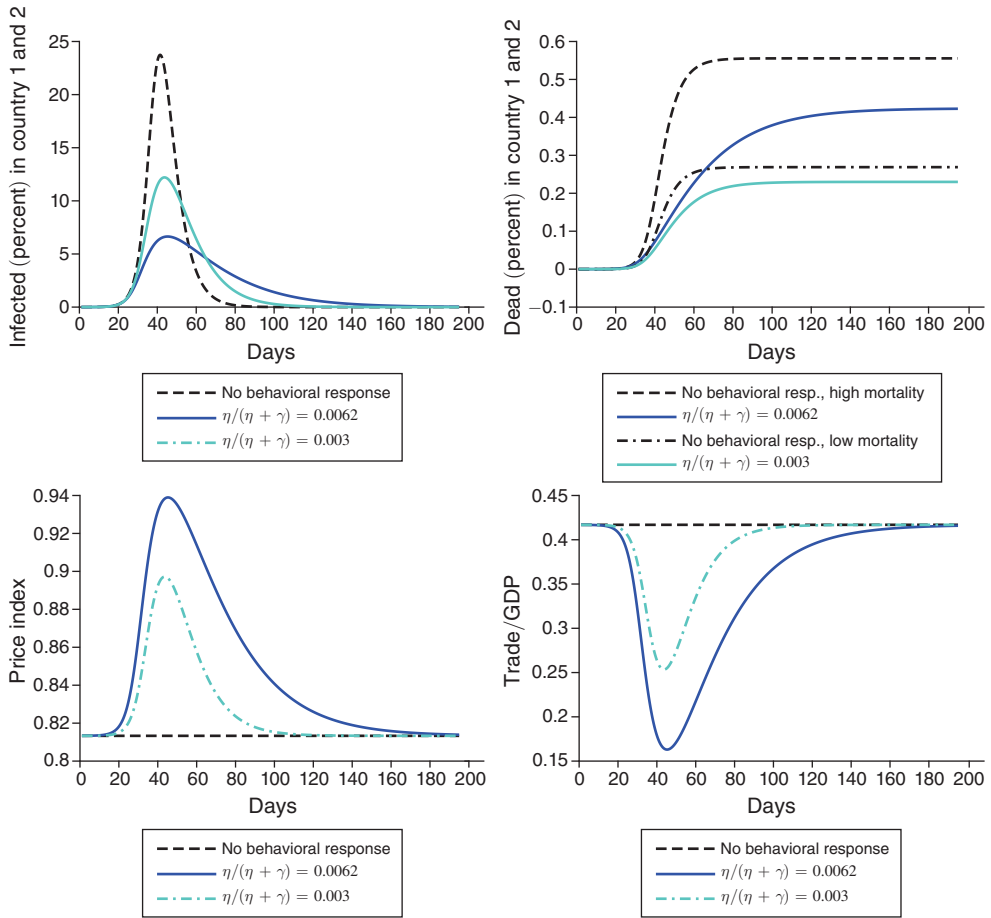 Infected (percent) in country 1 and 2
25
20
15
10
5
0
0 20 40 60 80 100 120 140 160 180 200
Days
No behavioral response
η/(η + γ) = 0.0062
η/(η + γ) = 0.003
Dead (percent) in country 1 and 2
0.6
0.5
0.4
0.3
0.2
0.1
0
−0.1
0 20 40 60 80 100 120 140 160 180 200
Days
No behavioral resp., high mortality
η/(η + γ) = 0.0062
No behavioral resp., low mortality
η/(η + γ) = 0.003
Price index
0.94
0.92
0.9
0.88
0.86
0.84
0.82
0.8
0 20 40 60 80 100 120 140 160 180 200
Days
No behavioral response
η/(η + γ) = 0.0062
η/(η + γ) = 0.003
Trade/GDP
0.45
0.4
0.35
0.3
0.25
0.2
0.15
0 20 40 60 80 100 120 140 160 180 200
Days
No behavioral response
η/(η + γ) = 0.0062
η/(η + γ) = 0.003